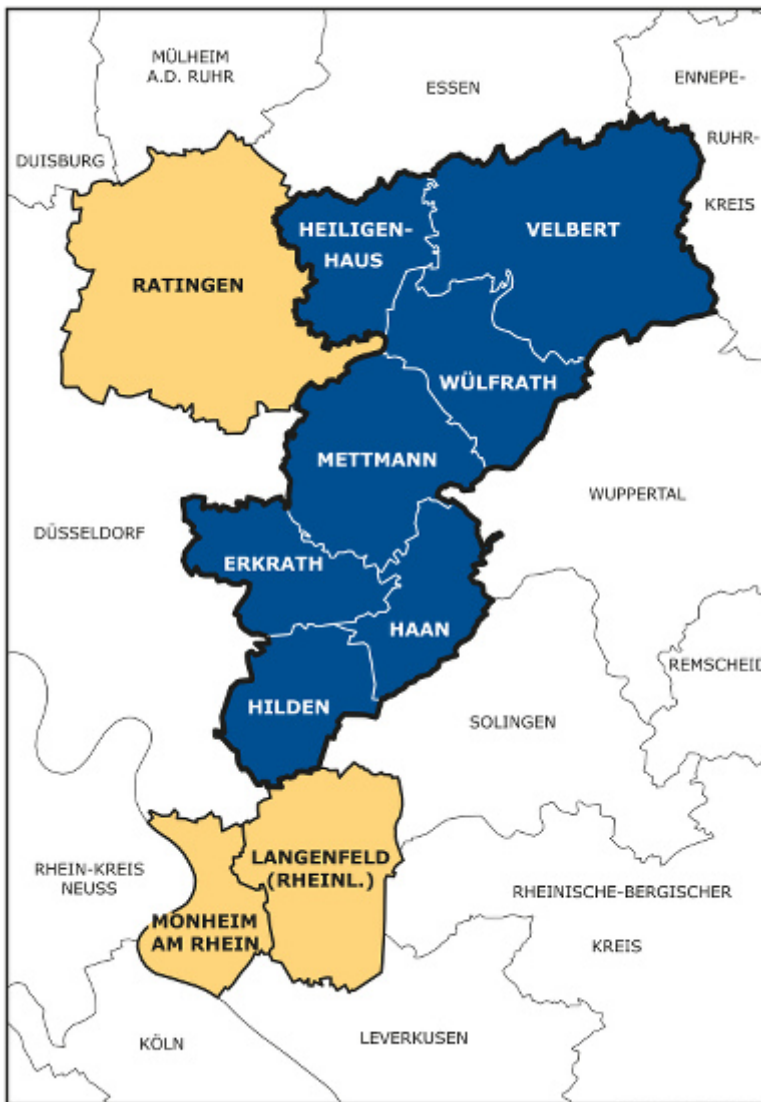 MÜLHEIM
A.D. RUHR
ESSEN
ENNEPE-
RUHR-
KREIS
DUISBURG
HEILIGEN-
HAUS
VELBERT
RATINGEN
WÜLFRATH
METTMANN
WUPPERTAL
DÜSSELDORF
ERKRATH
HAAN
REMSCHEID
HILDEN
SOLINGEN
LANGENFELD
(RHEINL.)
RHEIN-KREIS
NEUSS
RHEINISCHE-BERGISCHER
KREIS
MONHEIM
AM RHEIN
KÖLN
LEVERKUSEN